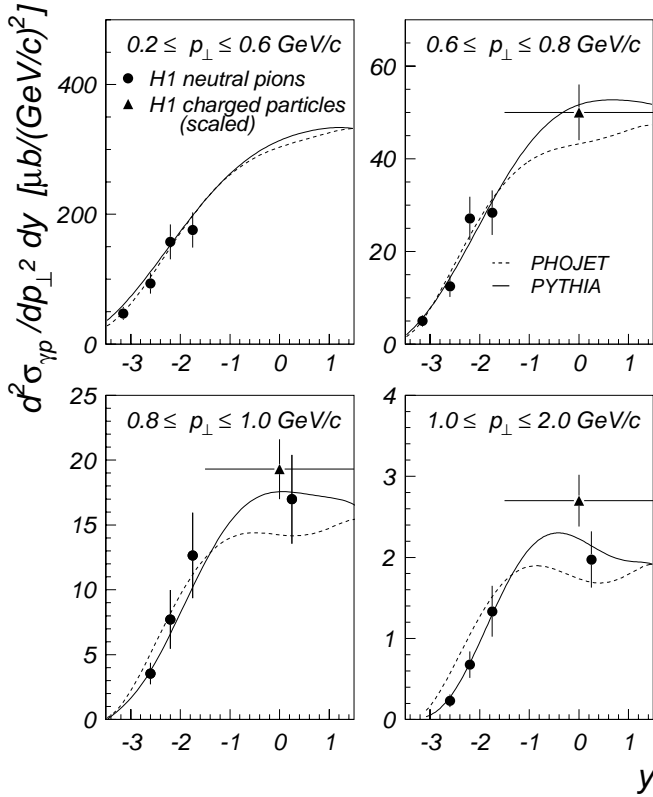 d²σγp/dp⊥² dy [μb/(GeV/c)²]
0.2 ≤ p⊥ ≤ 0.6 GeV/c
H1 neutral pions
H1 charged particles
(scaled)
400
200
0
-3 -2 -1 0 1
0.6 ≤ p⊥ ≤ 0.8 GeV/c
60
40
20
0
PHOJET
PYTHIA
-3 -2 -1 0 1
0.8 ≤ p⊥ ≤ 1.0 GeV/c
25
20
15
10
5
0
-3 -2 -1 0 1
1.0 ≤ p⊥ ≤ 2.0 GeV/c
4
3
2
1
0
-3 -2 -1 0 1
y